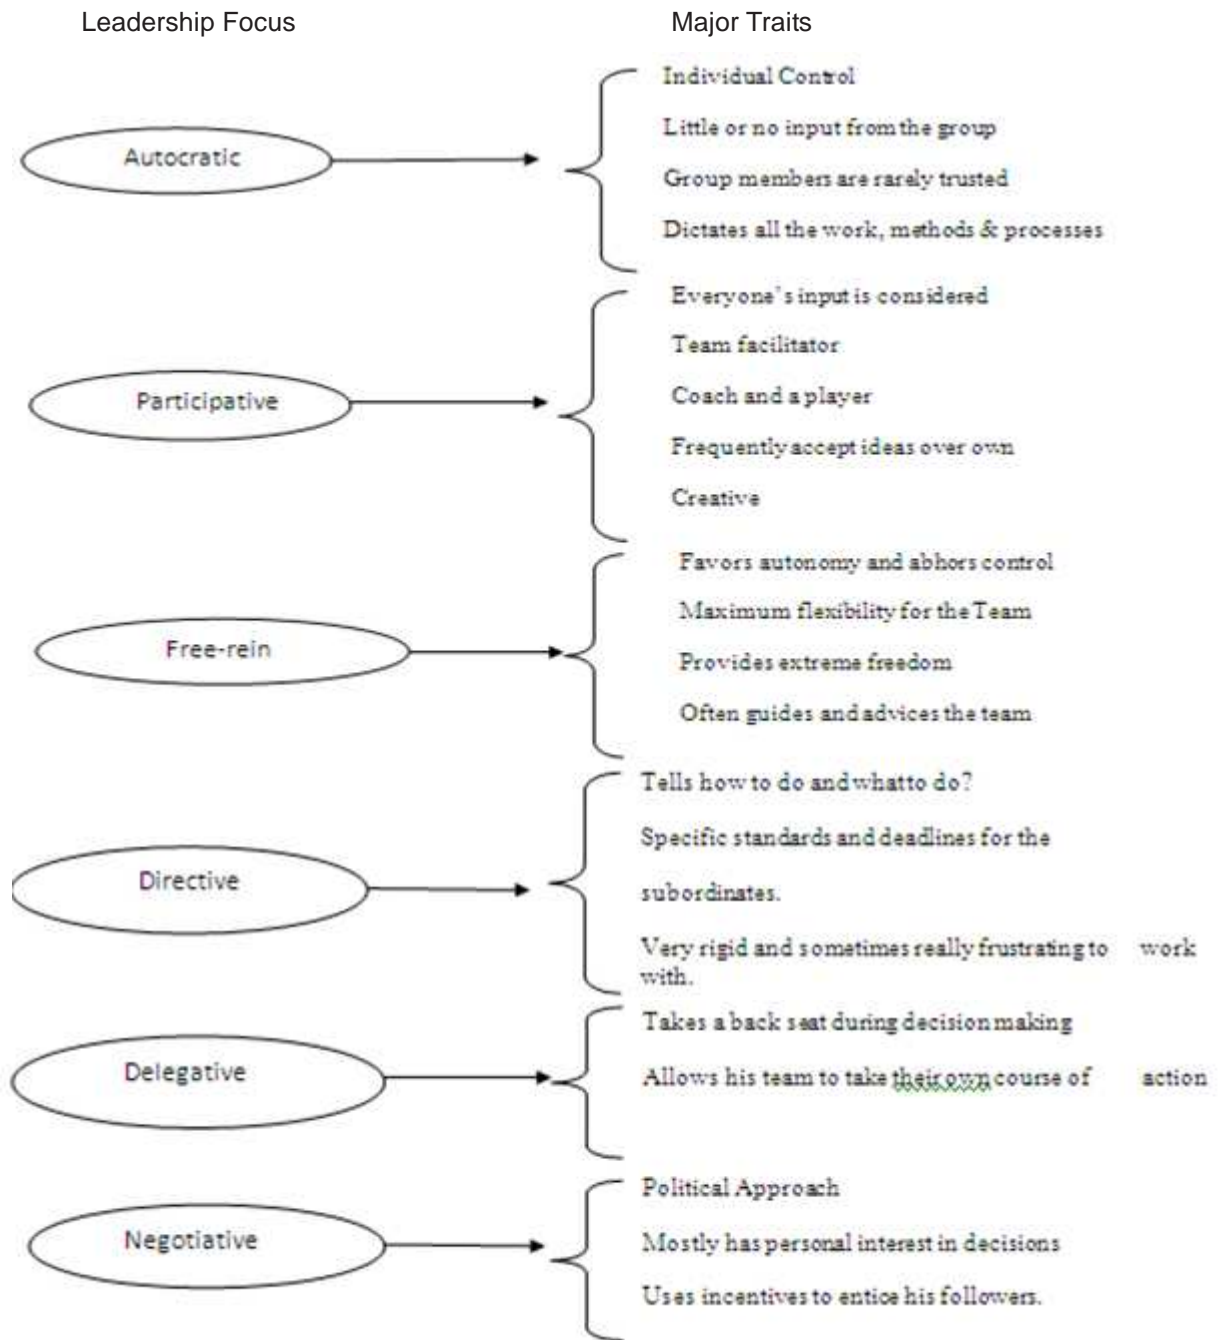 Leadership Focus
Major Traits
Autocratic
Individual Control
Little or no input from the group
Group members are rarely trusted
Dictates all the work, methods & processes
Participative
Everyone's input is considered
Team facilitator
Coach and a player
Frequently accept ideas over own
Creative
Free-rein
Favors autonomy and abhors control
Maximum flexibility for the Team
Provides extreme freedom
Often guides and advices the team
Directive
Tells how to do and what to do?
Specific standards and deadlines for the
subordinates.
Very rigid and sometimes really frustrating to work
with.
Delegative
Takes a back seat during decision making
Allows his team to take their own course of action
Negotiative
Political Approach
Mostly has personal interest in decisions
Uses incentives to entice his followers.